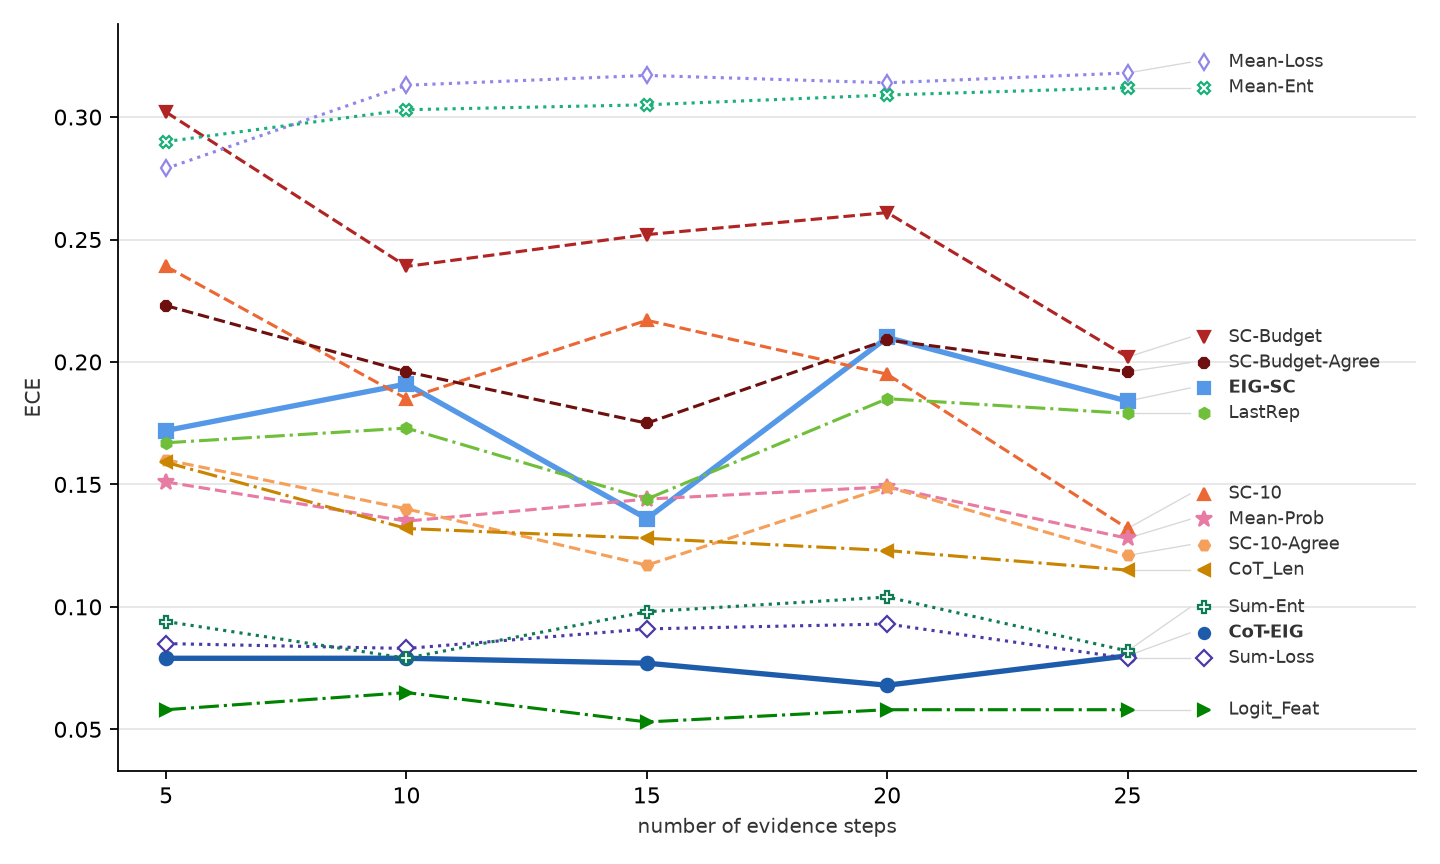 0.30
0.25
0.20
0.15
0.10
0.05
ECE
5
10
15
20
25
number of evidence steps
Mean-Loss
Mean-Ent
SC-Budget
SC-Budget-Agree
EIG-SC
LastRep
SC-10
Mean-Prob
SC-10-Agree
CoT_Len
Sum-Ent
CoT-EIG
Sum-Loss
Logit_Feat